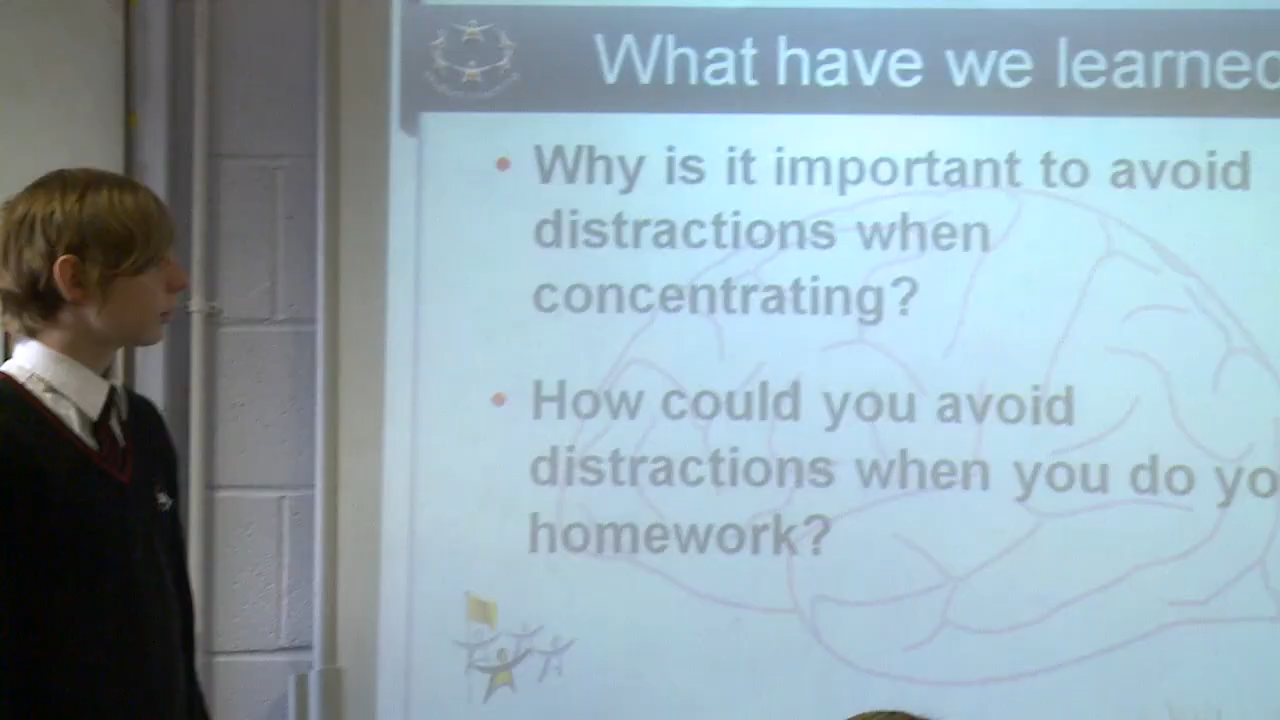 What have we learned
• Why is it important to avoid
distractions when
concentrating?
• How could you avoid
distractions when you do yo
homework?